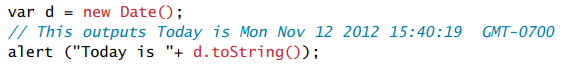 var d = new Date();
// This outputs Today is Mon Nov 12 2012 15:40:19  GMT-0700
alert ("Today is "+ d.toString());